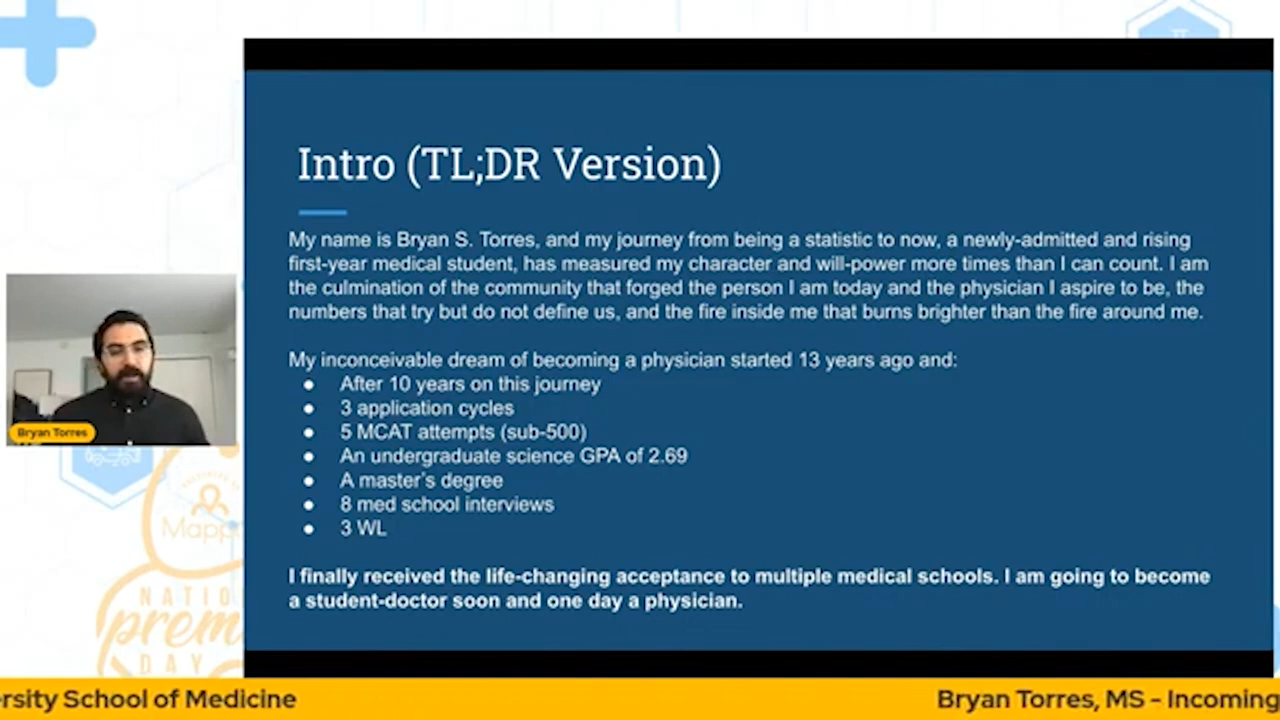 Intro (TL;DR Version)
My name is Bryan S. Torres, and my journey from being a statistic to now, a newly-admitted and rising
first-year medical student, has measured my character and will-power more times than I can count. I am
the culmination of the community that forged the person I am today and the physician I aspire to be, the
numbers that try but do not define us, and the fire inside me that burns brighter than the fire around me.
My inconceivable dream of becoming a physician started 13 years ago and:
● After 10 years on this journey
● 3 application cycles
● 5 MCAT attempts (sub-500)
● An undergraduate science GPA of 2.69
● A master's degree
● 8 med school interviews
● 3 WL
I finally received the life-changing acceptance to multiple medical schools. I am going to become
a student-doctor soon and one day a physician.
Bryan Torres
Mapp
NATIO
prem
DAY
ersity School of Medicine
Bryan Torres, MS - Incoming